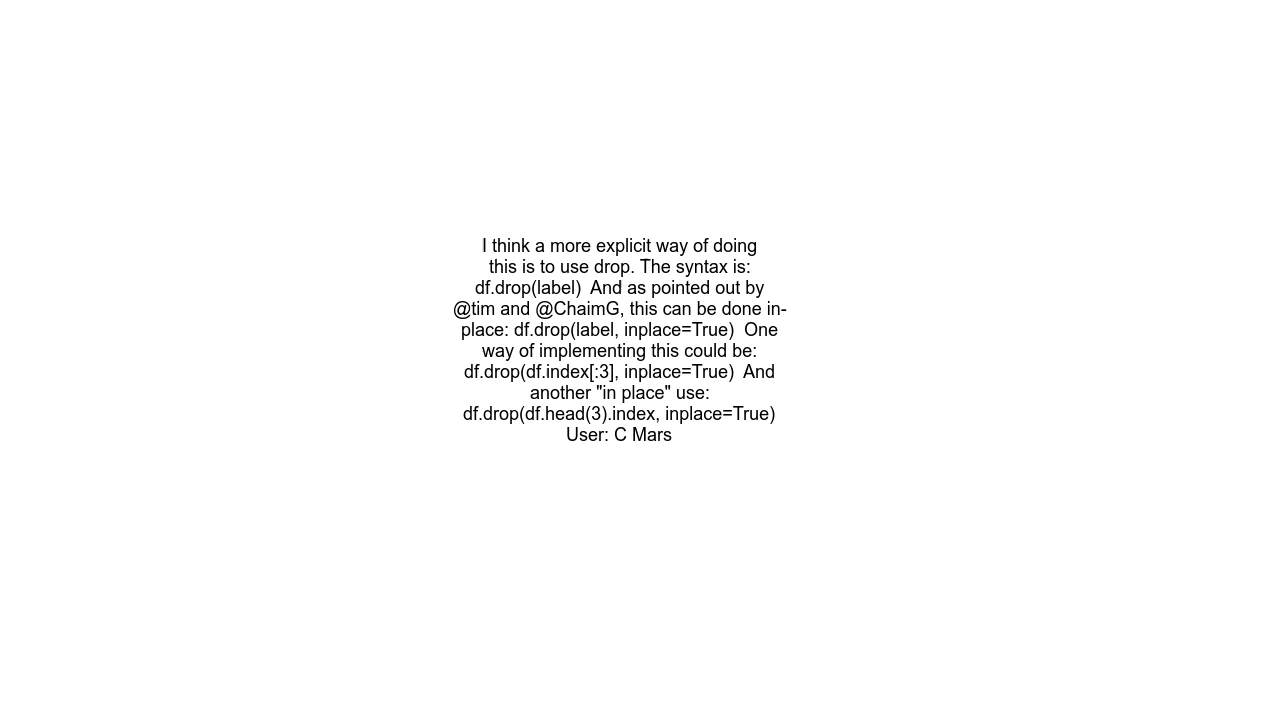 I think a more explicit way of doing
this is to use drop. The syntax is:
df.drop(label)  And as pointed out by
@tim and @ChaimG, this can be done in-
place: df.drop(label, inplace=True)  One
way of implementing this could be:
df.drop(df.index[:3], inplace=True)  And
another "in place" use:
df.drop(df.head(3).index, inplace=True)
User: C Mars